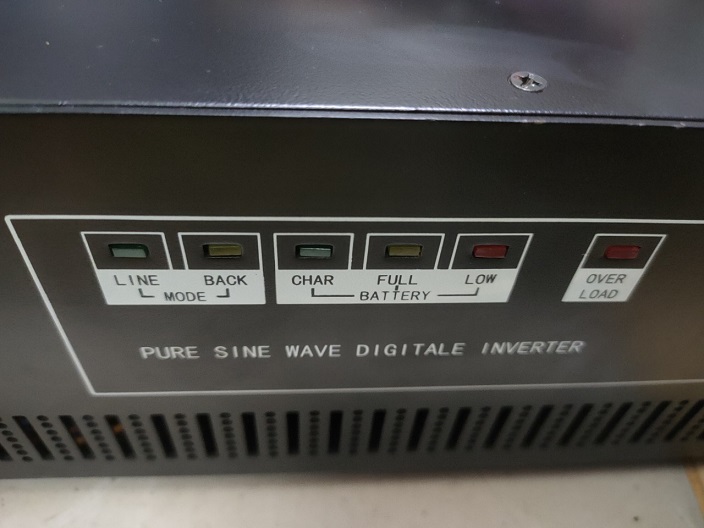 LINE BACK CHAR FULL LOW OVER
MODE BATTERY LOAD
PURE SINE WAVE DIGITALE INVERTER